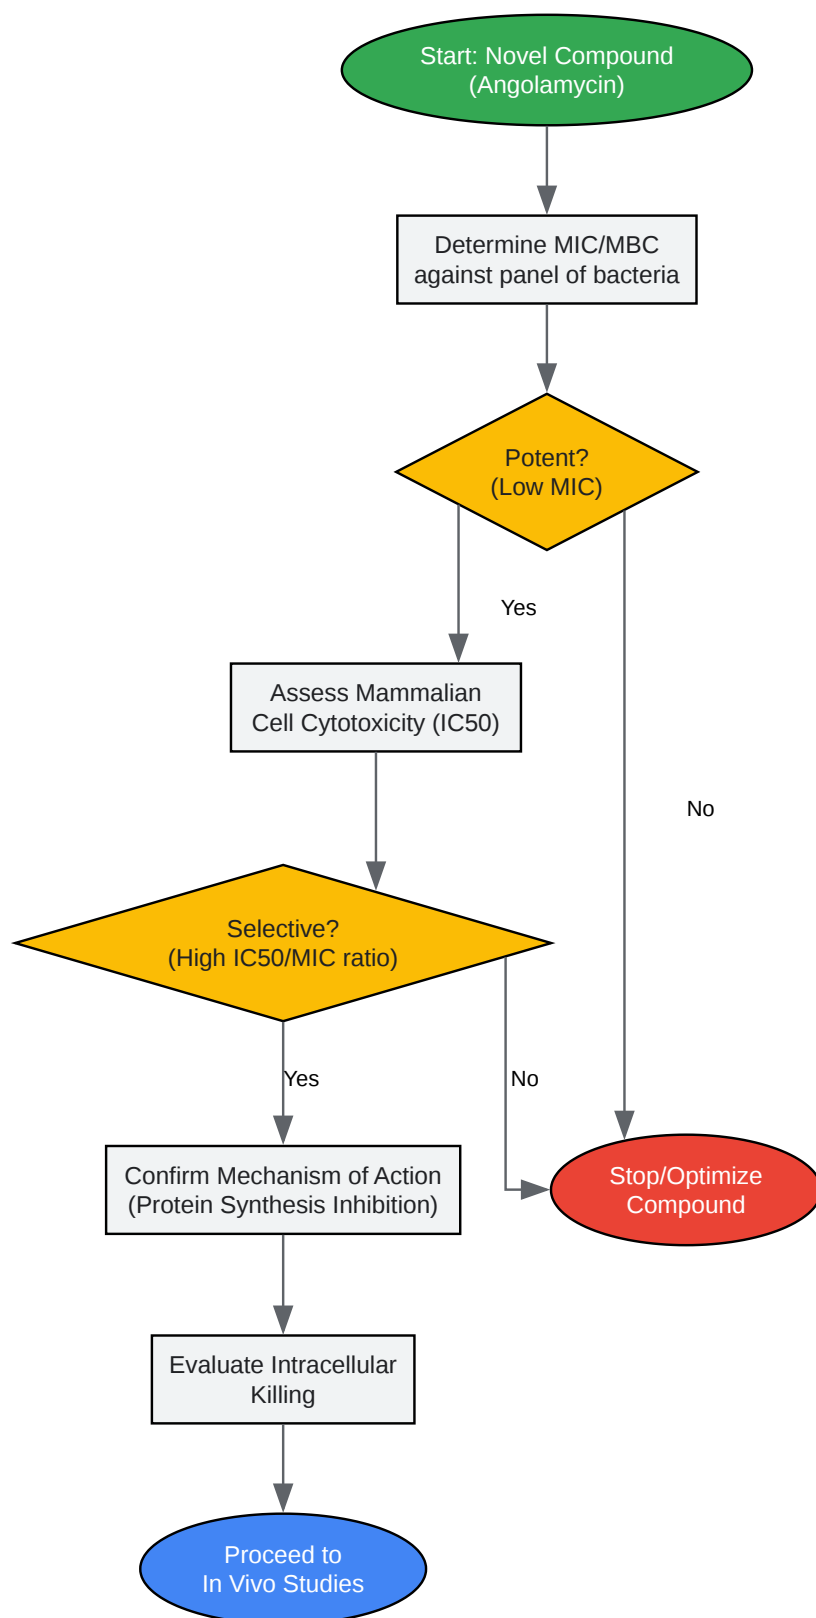 Start: Novel Compound
(Angolamycin)
Determine MIC/MBC
against panel of bacteria
Potent?
(Low MIC)
Yes
Assess Mammalian
Cell Cytotoxicity (IC50)
No
Selective?
(High IC50/MIC ratio)
Yes
No
Confirm Mechanism of Action
(Protein Synthesis Inhibition)
Stop/Optimize
Compound
Evaluate Intracellular
Killing
Proceed to
In Vivo Studies